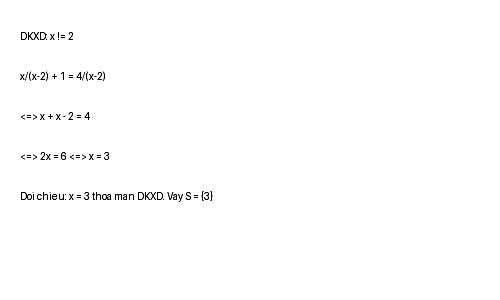 DKXD: x != 2
x/(x-2) + 1 = 4/(x-2)
<=> x + x - 2 = 4
<=> 2x = 6 <=> x = 3
Doi chieu: x = 3 thoa man DKXD. Vay S = {3}